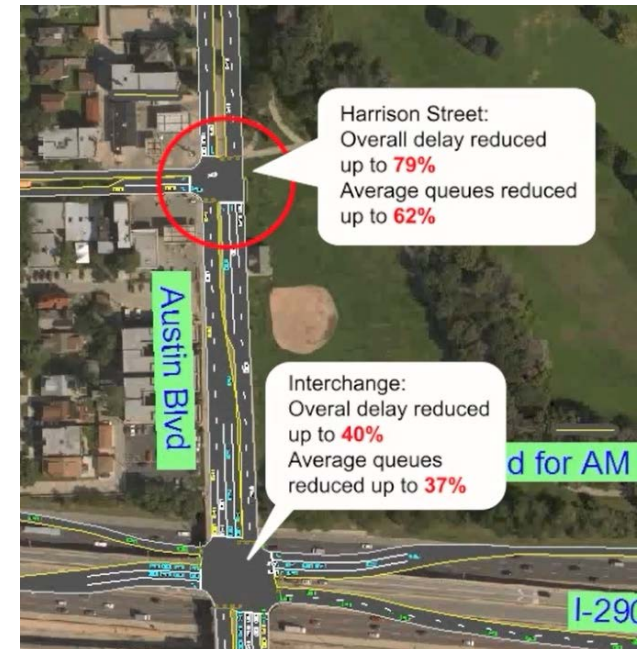 Harrison Street:
Overall delay reduced
up to 79%
Average queues reduced
up to 62%
Austin Blvd
Interchange:
Overal delay reduced
up to 40%
Average queues
reduced up to 37%
d for AM
I-290